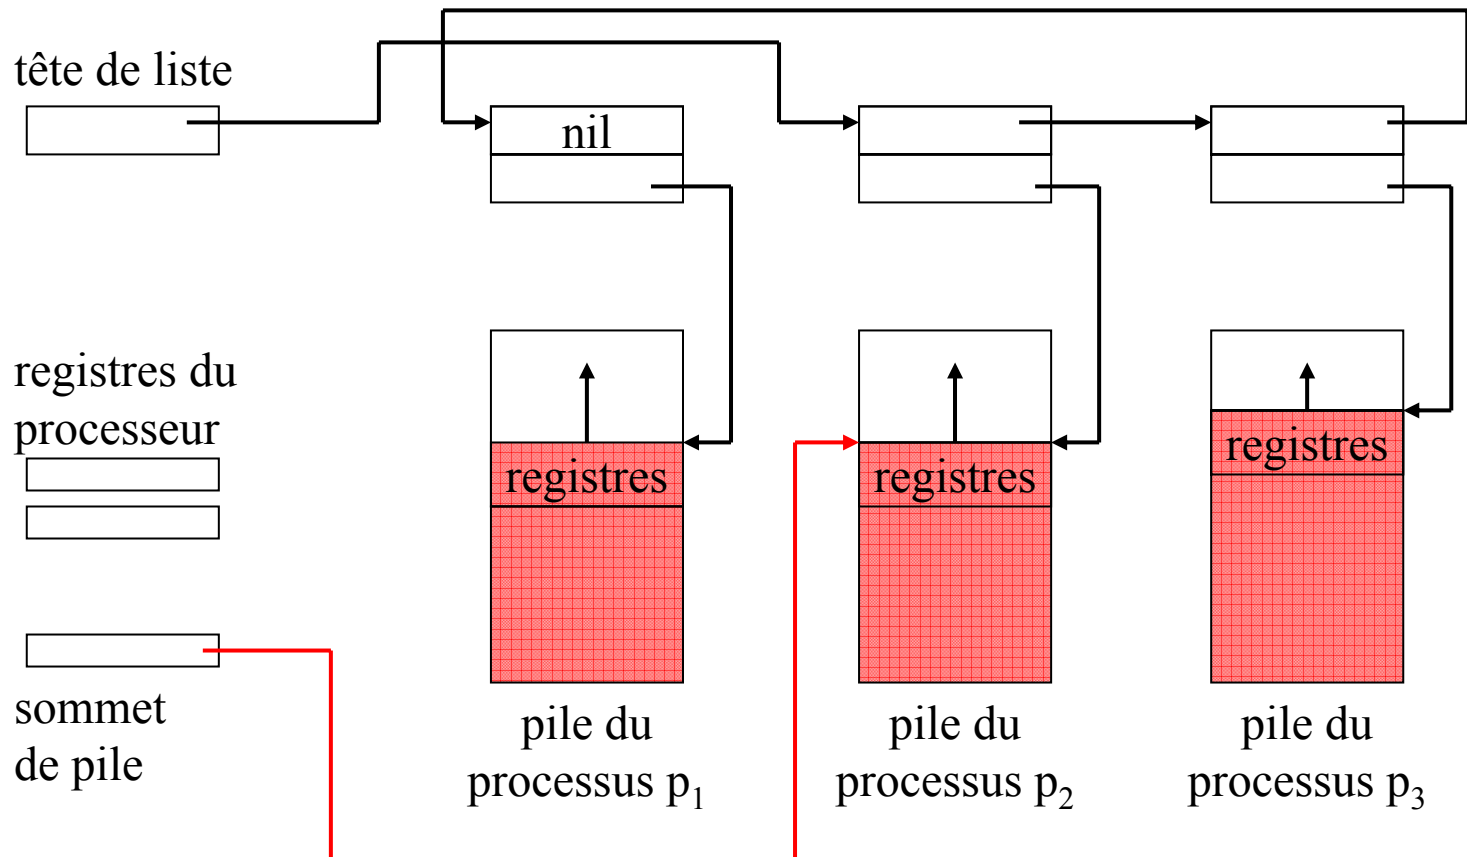 tête de liste
nil
registres du
processeur
registres
registres
registres
sommet
de pile
pile du
processus p₁
pile du
processus p₂
pile du
processus p₃